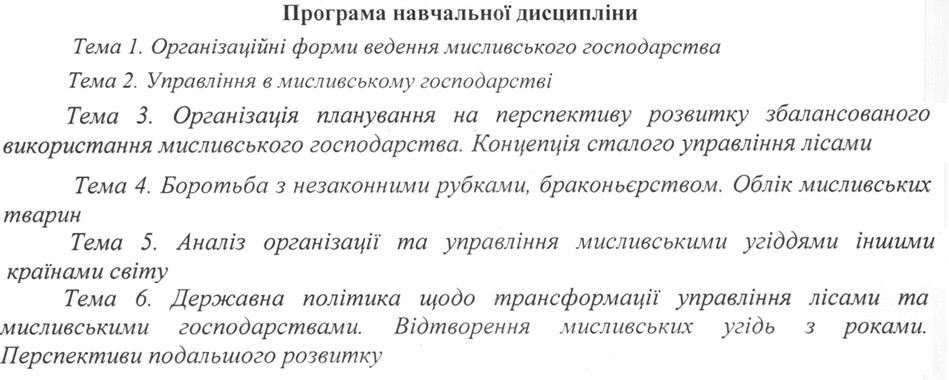 Програма навчальної дисципліни
Тема 1. Організаційні форми ведення мисливського господарства
Тема 2. Управління в мисливському господарстві
Тема 3. Організація планування на перспективу розвитку збалансованого
використання мисливського господарства. Концепція сталого управління лісами
Тема 4. Боротьба з незаконними рубками, браконьєрством. Облік мисливських
тварин
Тема 5. Аналіз організації та управління мисливськими угіддями іншими
країнами світу
Тема 6. Державна політика щодо трансформації управління лісами та
мисливськими господарствами. Відтворення мисливських угідь з роками.
Перспективи подальшого розвитку